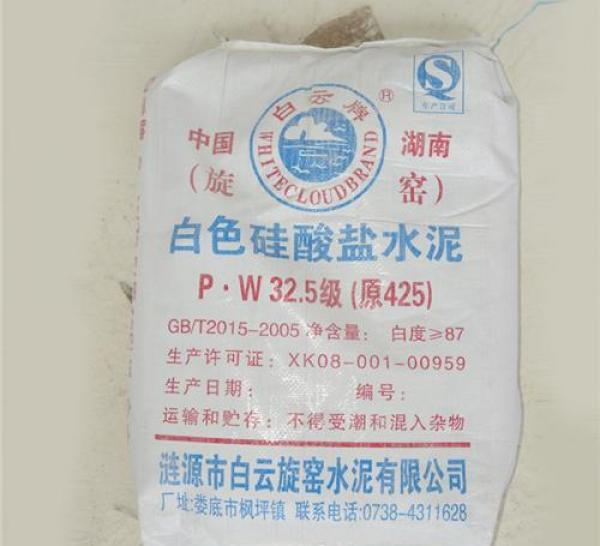 白云牌
®
WHITECLOUDBRAND
生产许可
中国 湖南
(旋 窑)
白色硅酸盐水泥
P·W 32.5级(原425)
GB/T2015-2005 净含量: 白度≥87
生产许可证: XK08-001-00959
生产日期: 编号:
运输和贮存: 不得受潮和混入杂物
涟源市白云旋窑水泥有限公司
厂址:娄底市枫坪镇 联系电话:0738-4311628